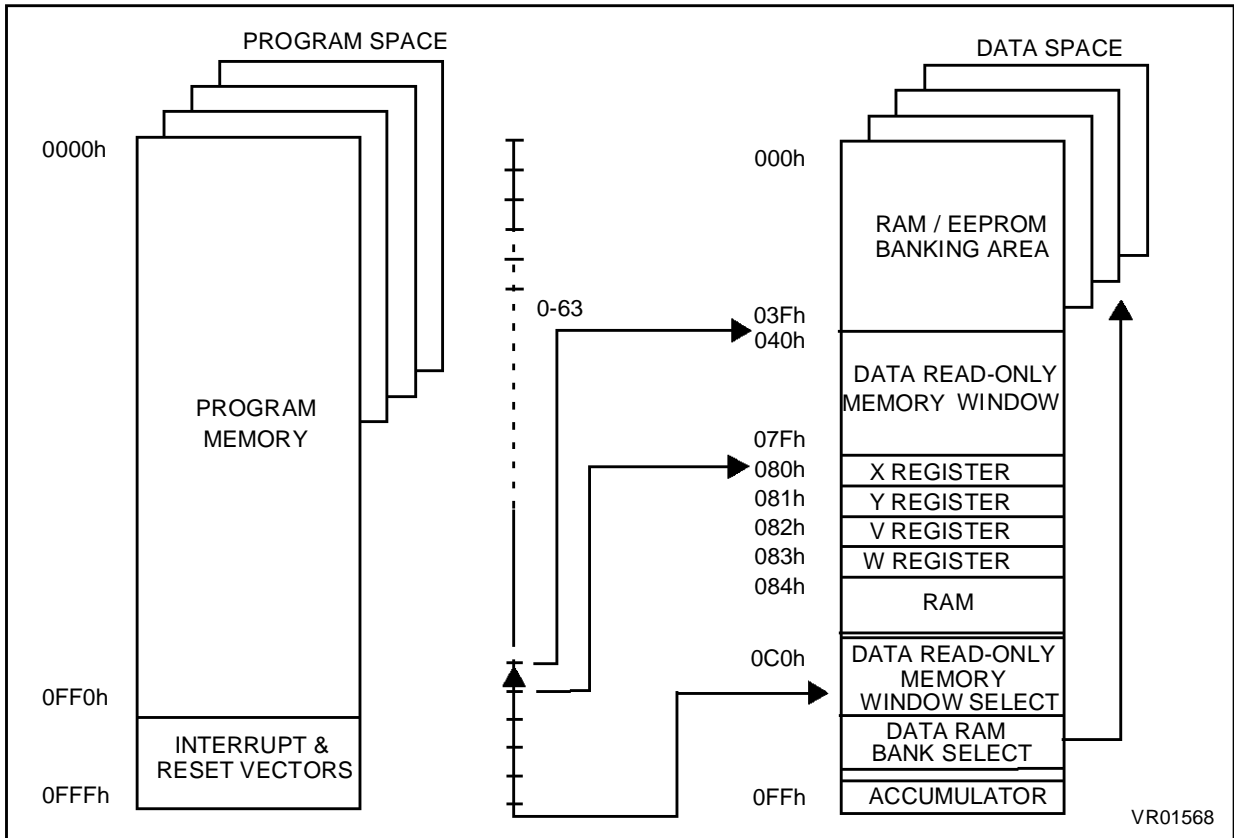 PROGRAM SPACE
0000h
PROGRAM
MEMORY
0FF0h
INTERRUPT &
RESET VECTORS
0FFFh
0-63
DATA SPACE
000h
RAM / EEPROM
BANKING AREA
03Fh
040h
DATA READ-ONLY
MEMORY WINDOW
07Fh
080h
X REGISTER
081h
Y REGISTER
082h
V REGISTER
083h
W REGISTER
084h
RAM
0C0h
DATA READ-ONLY
MEMORY
WINDOW SELECT
DATA RAM
BANK SELECT
0FFh
ACCUMULATOR
VR01568